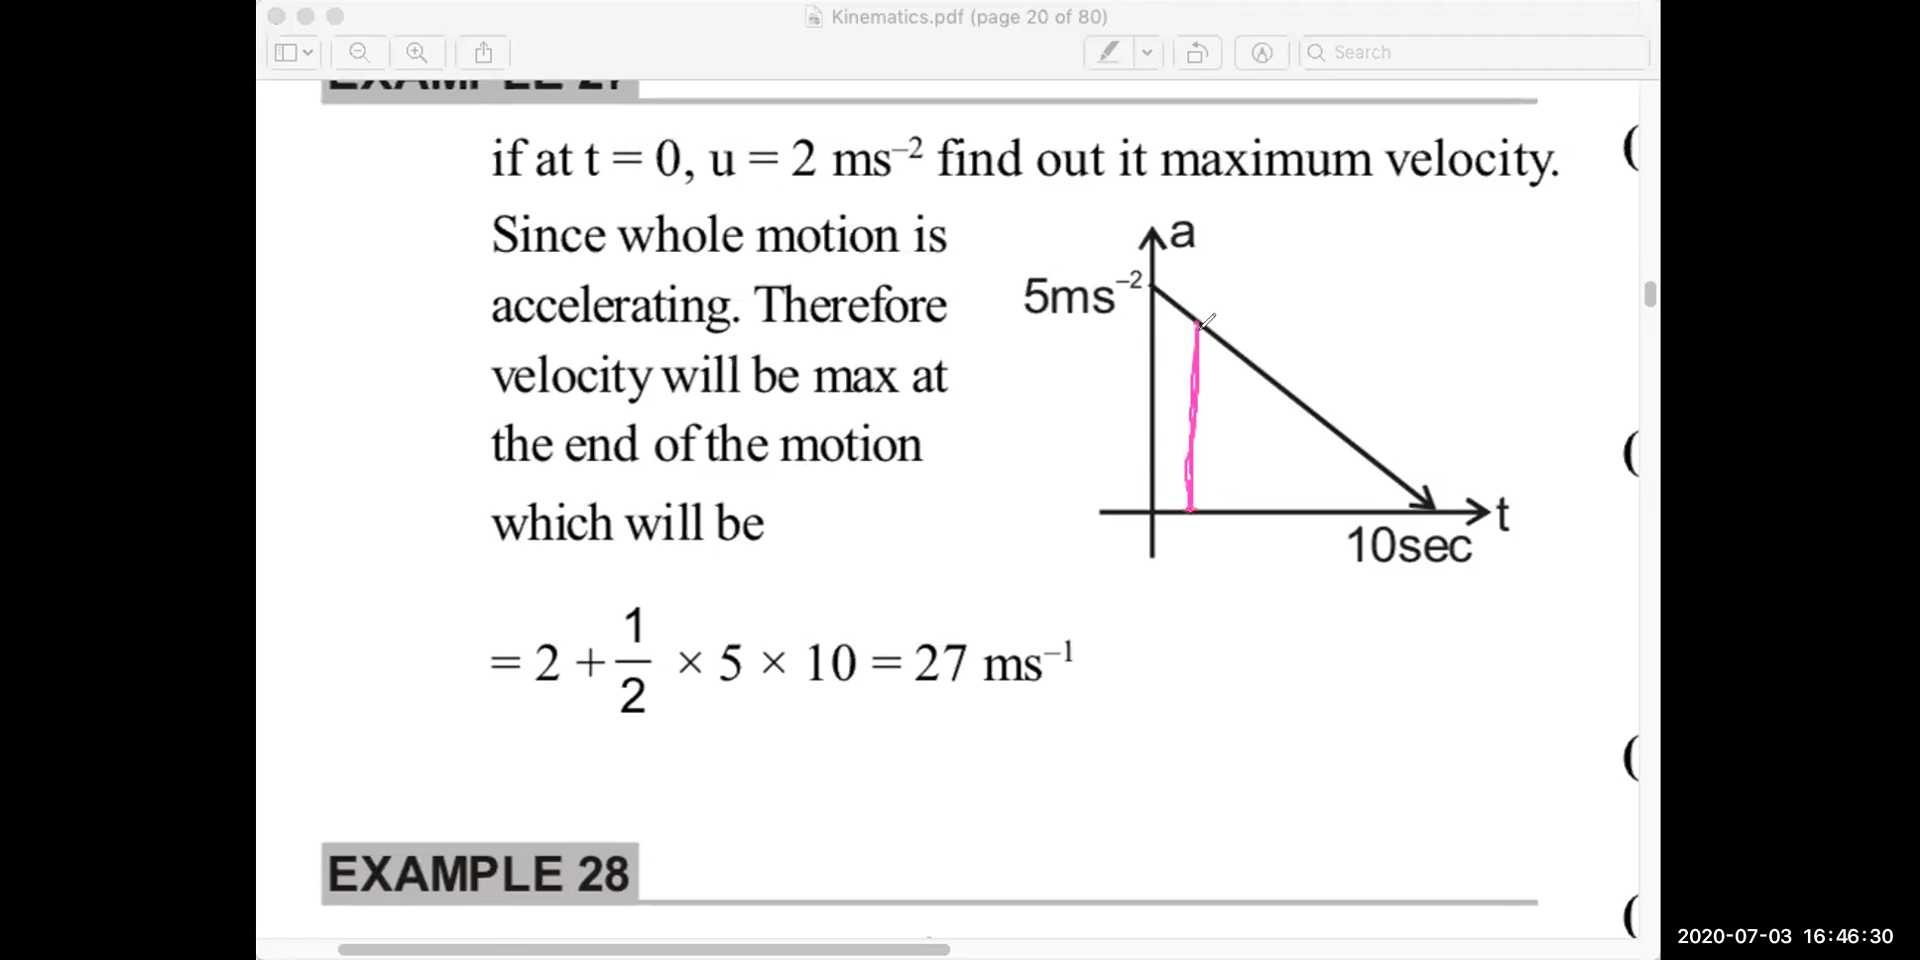 Kinematics.pdf (page 20 of 80)
Search
EXAMPLE 27
if at t = 0, u = 2 ms⁻² find out it maximum velocity.
Since whole motion is
accelerating. Therefore
velocity will be max at
the end of the motion
which will be
a
5ms⁻²
t
10sec
= 2 + 1/2 × 5 × 10 = 27 ms⁻¹
EXAMPLE 28
(
(
(
(
2020-07-03 16:46:30